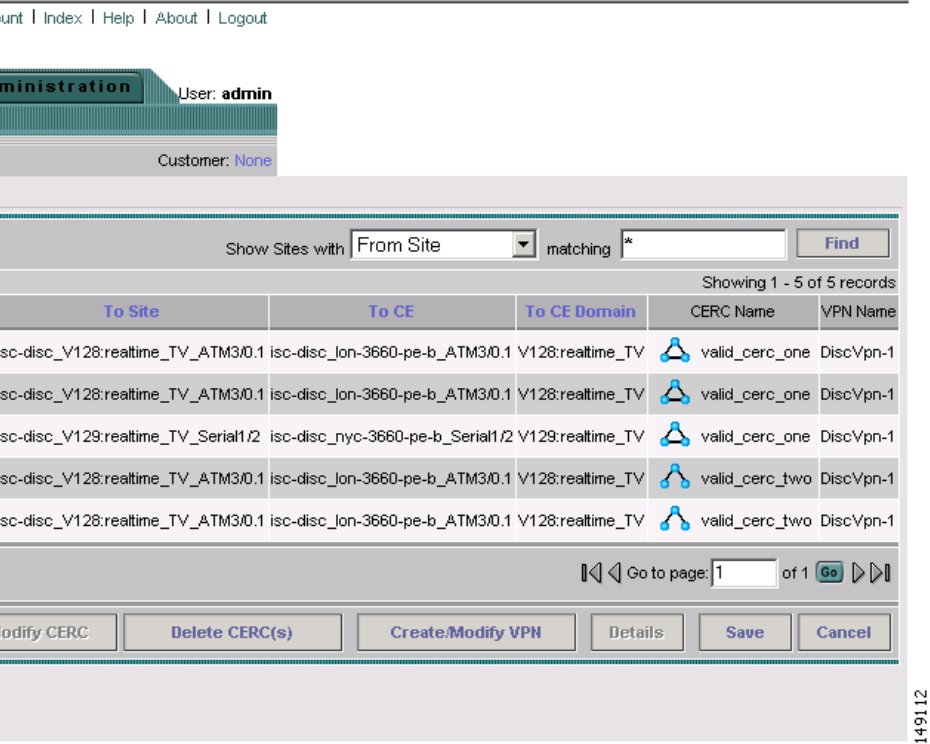 unt | Index | Help | About | Logout
ministration
User: admin
Customer: None
Show Sites with From Site matching *
Find
Showing 1 - 5 of 5 records
To Site To CE To CE Domain CERC Name VPN Name
sc-disc_V128:realtime_TV_ATM3/0.1 isc-disc_lon-3660-pe-b_ATM3/0.1 V128:realtime_TV valid_cerc_one DiscVpn-1
sc-disc_V128:realtime_TV_ATM3/0.1 isc-disc_lon-3660-pe-b_ATM3/0.1 V128:realtime_TV valid_cerc_one DiscVpn-1
sc-disc_V129:realtime_TV_Serial1/2 isc-disc_nyc-3660-pe-b_Serial1/2 V129:realtime_TV valid_cerc_one DiscVpn-1
sc-disc_V128:realtime_TV_ATM3/0.1 isc-disc_lon-3660-pe-b_ATM3/0.1 V128:realtime_TV valid_cerc_two DiscVpn-1
sc-disc_V128:realtime_TV_ATM3/0.1 isc-disc_lon-3660-pe-b_ATM3/0.1 V128:realtime_TV valid_cerc_two DiscVpn-1
Go to page: 1 of 1 Go
odify CERC Delete CERC(s) Create/Modify VPN Details Save Cancel
149112